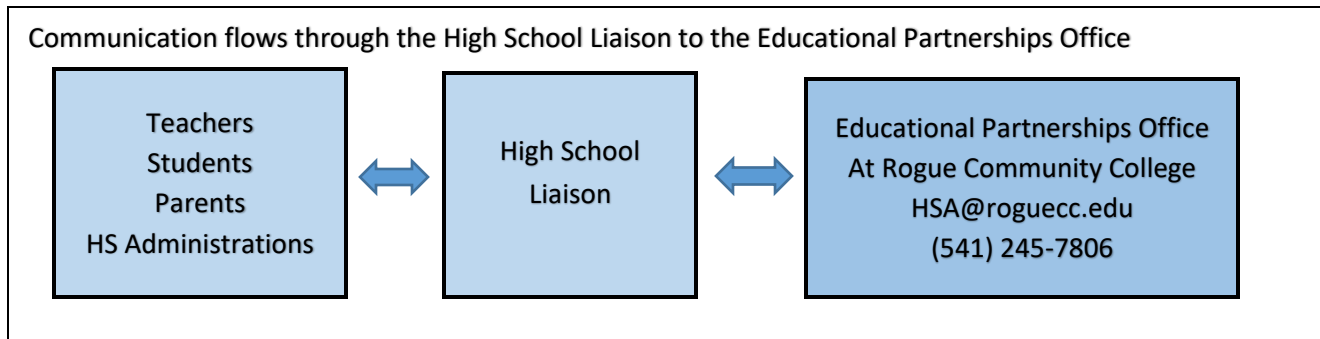 Communication flows through the High School Liaison to the Educational Partnerships Office
Teachers
Students
Parents
HS Administrations
High School
Liaison
Educational Partnerships Office
At Rogue Community College
HSA@roguecc.edu
(541) 245-7806